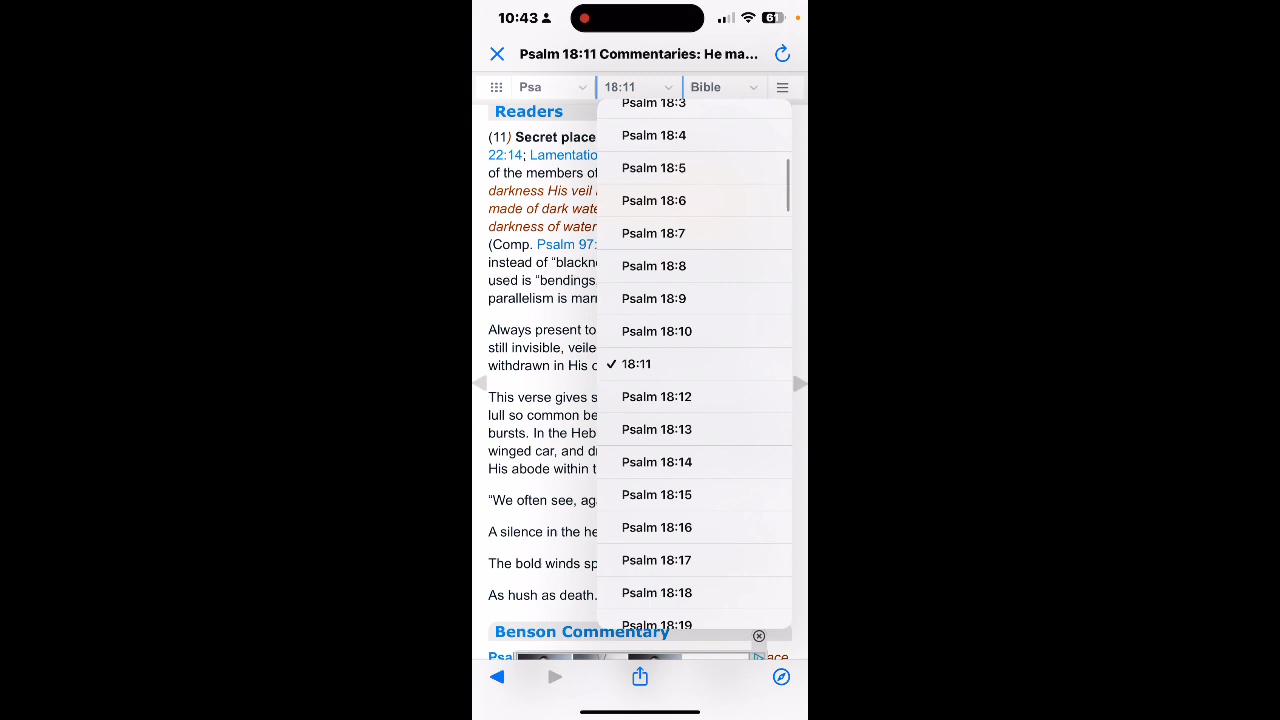 10:43
61
Psalm 18:11 Commentaries: He ma...
Psa
18:11
Bible
Readers
(11) Secret place
22:14; Lamentatio
of the members of
darkness His veil
made of dark wate
darkness of water
(Comp. Psalm 97:
instead of “blackn
used is “bendings
parallelism is mar
Always present to
still invisible, veile
withdrawn in His c
This verse gives s
lull so common be
bursts. In the Heb
winged car, and d
His abode within t
“We often see, aga
A silence in the he
The bold winds sp
As hush as death.
Psalm 18:3
Psalm 18:4
Psalm 18:5
Psalm 18:6
Psalm 18:7
Psalm 18:8
Psalm 18:9
Psalm 18:10
18:11
Psalm 18:12
Psalm 18:13
Psalm 18:14
Psalm 18:15
Psalm 18:16
Psalm 18:17
Psalm 18:18
Psalm 18:19
Benson Commentary
Psa
ace